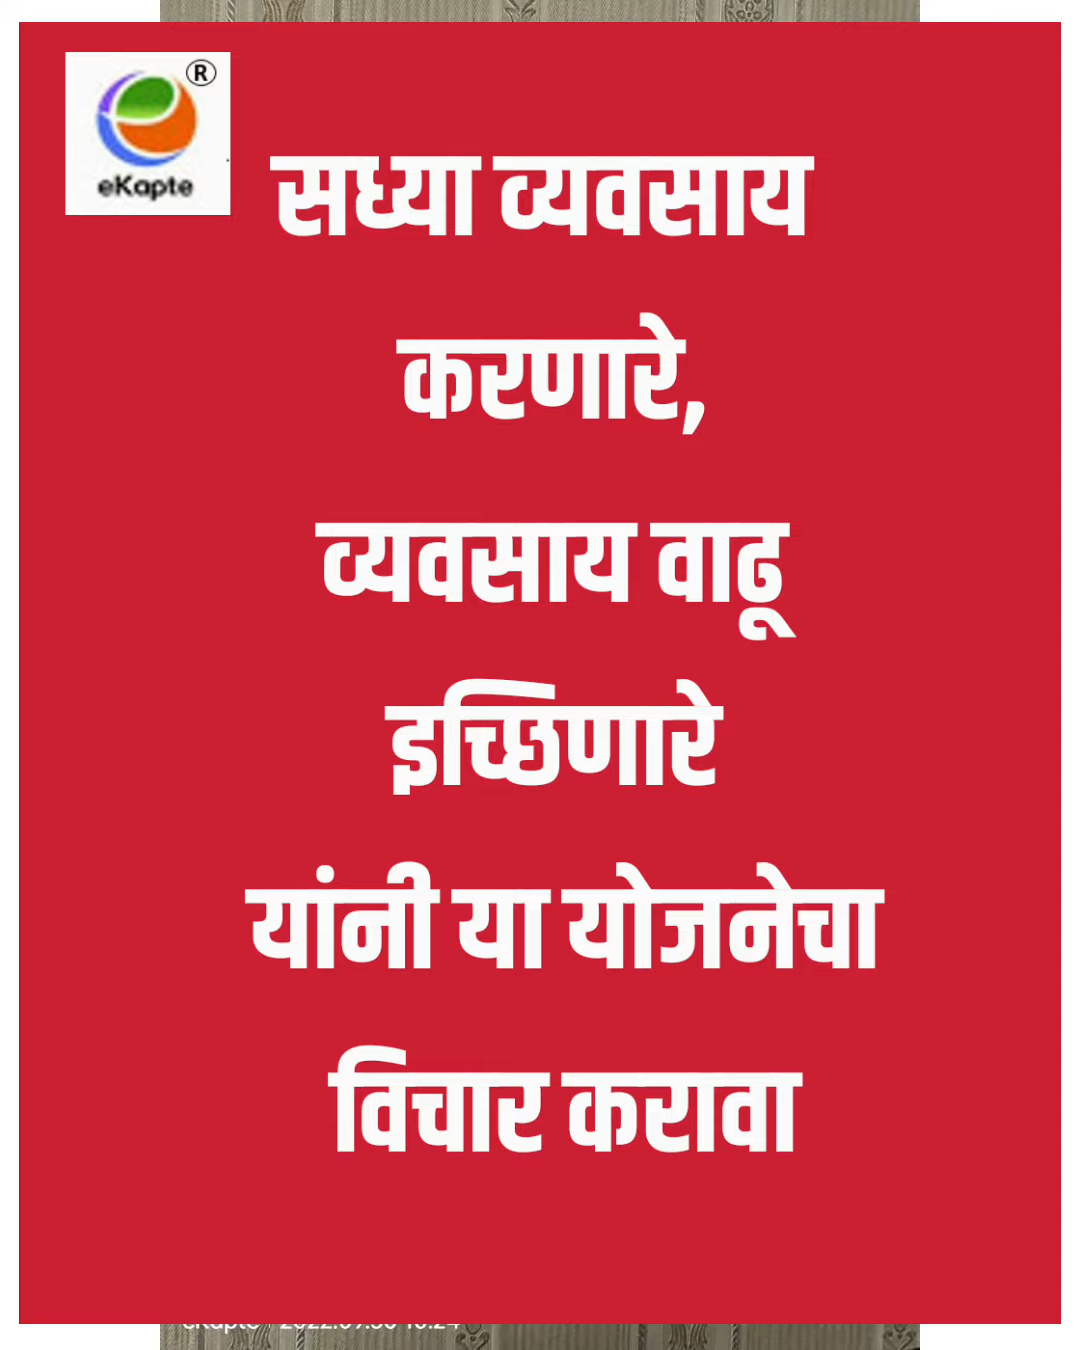 ®
eKapte
सध्या व्यवसाय
करणारे,
व्यवसाय वाढू
इच्छिणारे
यांनी या योजनेचा
विचार करावा